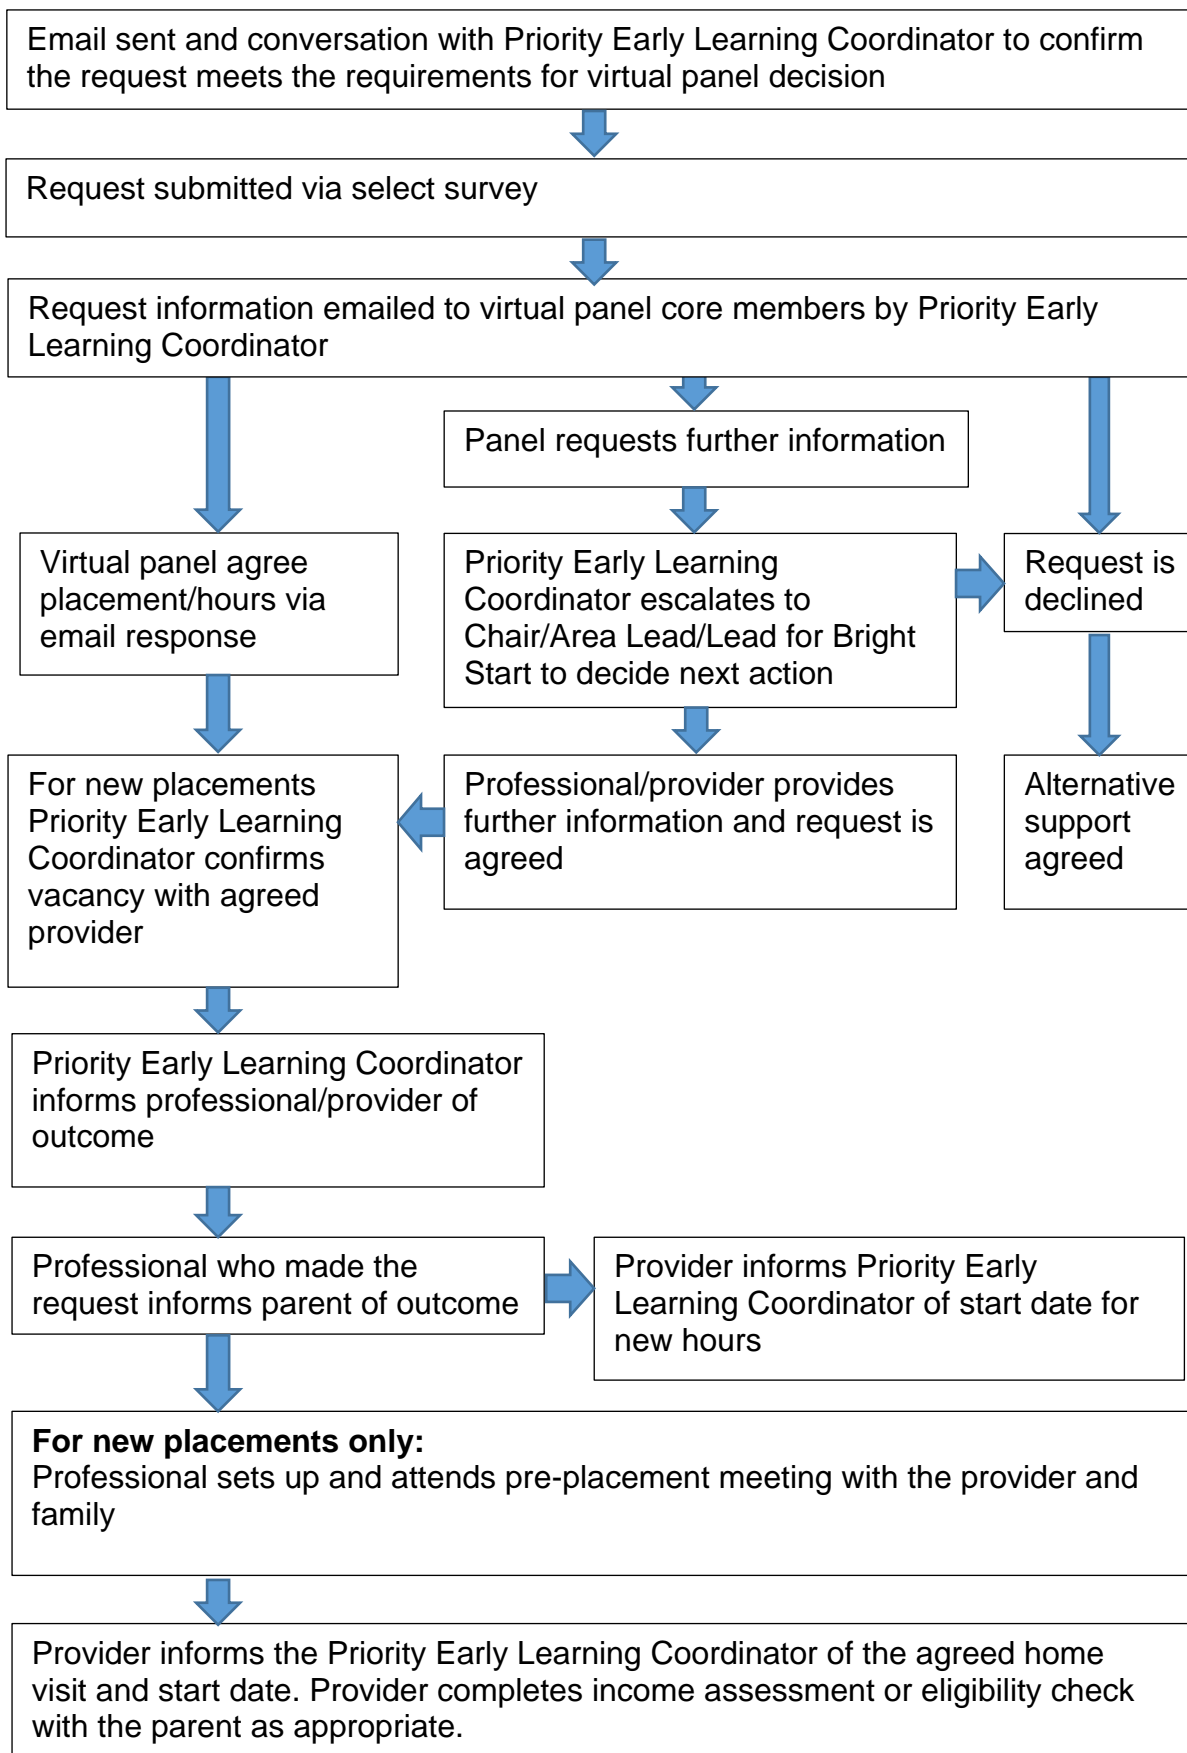 Email sent and conversation with Priority Early Learning Coordinator to confirm
the request meets the requirements for virtual panel decision
Request submitted via select survey
Request information emailed to virtual panel core members by Priority Early
Learning Coordinator
Panel requests further information
Virtual panel agree
placement/hours via
email response
Priority Early Learning
Coordinator escalates to
Chair/Area Lead/Lead for Bright
Start to decide next action
Request is
declined
For new placements
Priority Early Learning
Coordinator confirms
vacancy with agreed
provider
Professional/provider provides
further information and request is
agreed
Alternative
support
agreed
Priority Early Learning Coordinator
informs professional/provider of
outcome
Professional who made the
request informs parent of outcome
Provider informs Priority Early
Learning Coordinator of start date for
new hours
For new placements only:
Professional sets up and attends pre-placement meeting with the provider and
family
Provider informs the Priority Early Learning Coordinator of the agreed home
visit and start date. Provider completes income assessment or eligibility check
with the parent as appropriate.